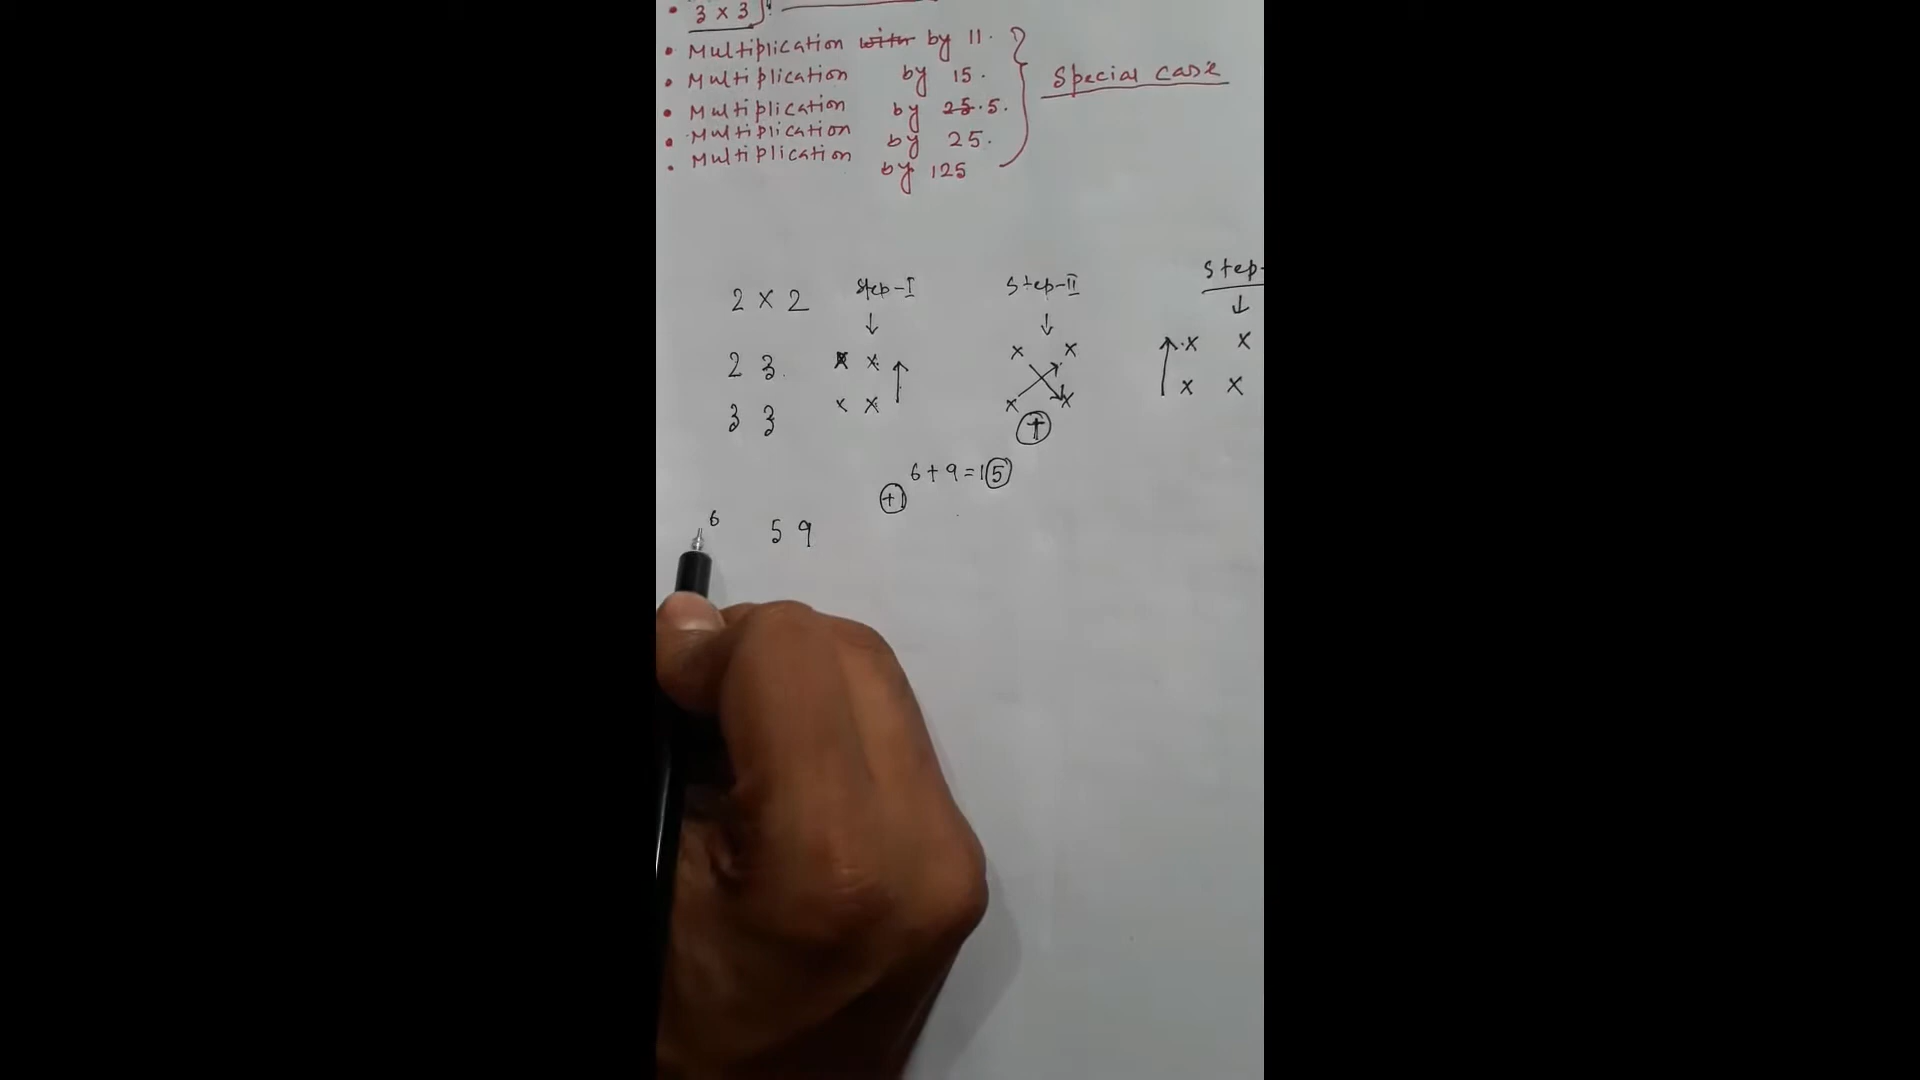 • 3 × 3
• Multiplication with by 11.
• Multiplication by 15.
• Multiplication by 25. 5.
• Multiplication by 25.
• Multiplication by 125
Special case
2 × 2 Step-I Step-II Step-
↓ ↓ ↓
2 3 x x x x x x
3 3 x x x x x x
+
6 + 9 = 15
+1
6 5 9